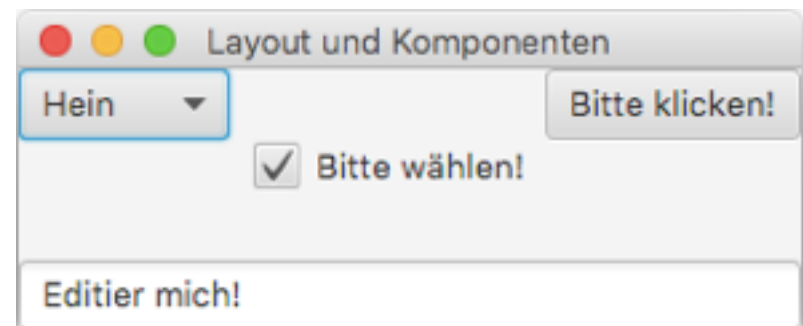 Layout und Komponenten
Hein
Bitte klicken!
Bitte wählen!
Editier mich!